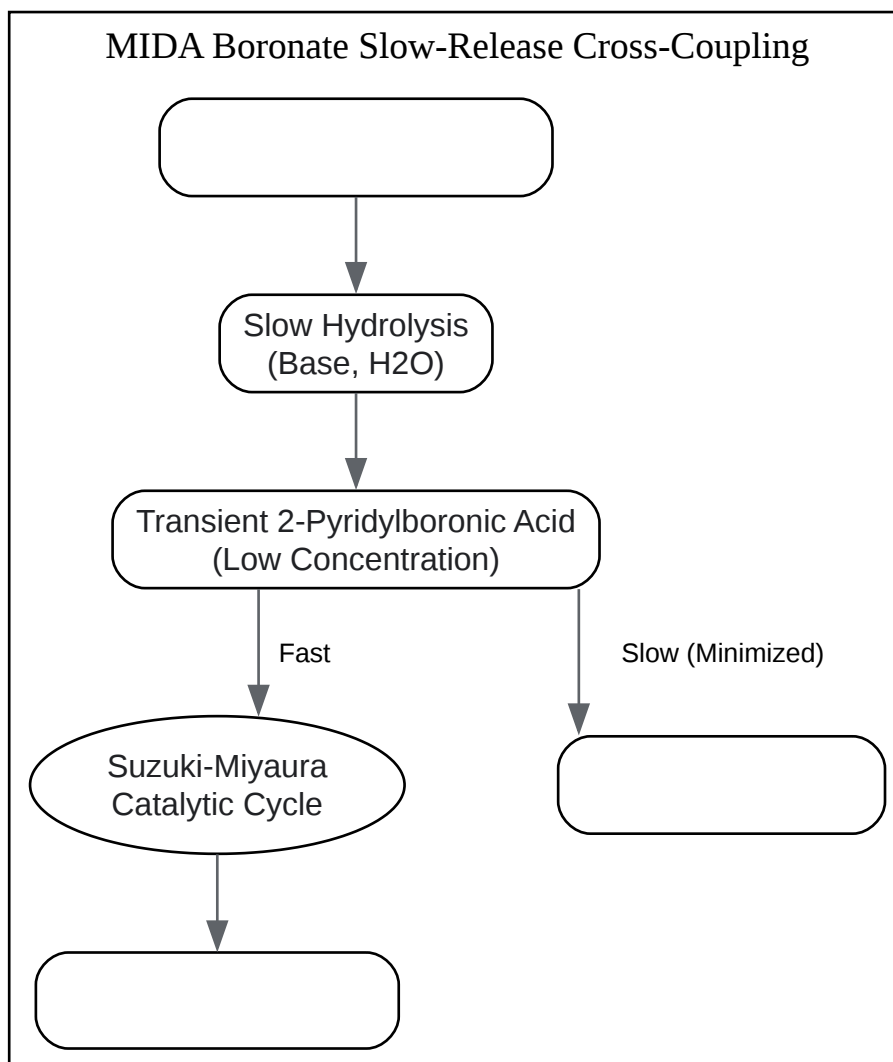 MIDA Boronate Slow-Release Cross-Coupling
Slow Hydrolysis
(Base, H2O)
Transient 2-Pyridylboronic Acid
(Low Concentration)
Fast
Slow (Minimized)
Suzuki-Miyaura
Catalytic Cycle